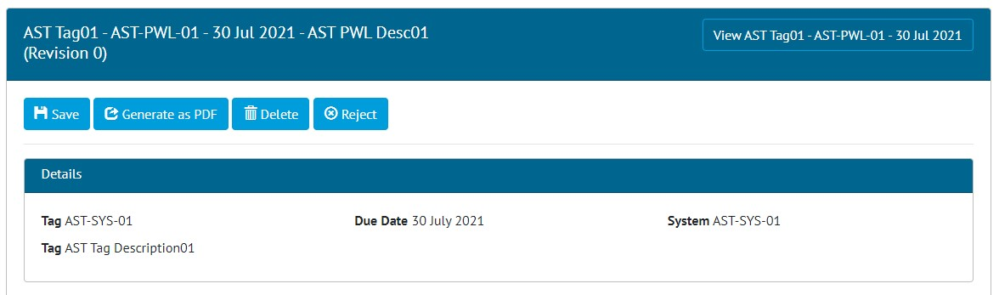 AST Tag01 - AST-PWL-01 - 30 Jul 2021 - AST PWL Desc01
(Revision 0)
View AST Tag01 - AST-PWL-01 - 30 Jul 2021
Save
Generate as PDF
Delete
Reject
Details
Tag AST-SYS-01
Due Date 30 July 2021
System AST-SYS-01
Tag AST Tag Description01